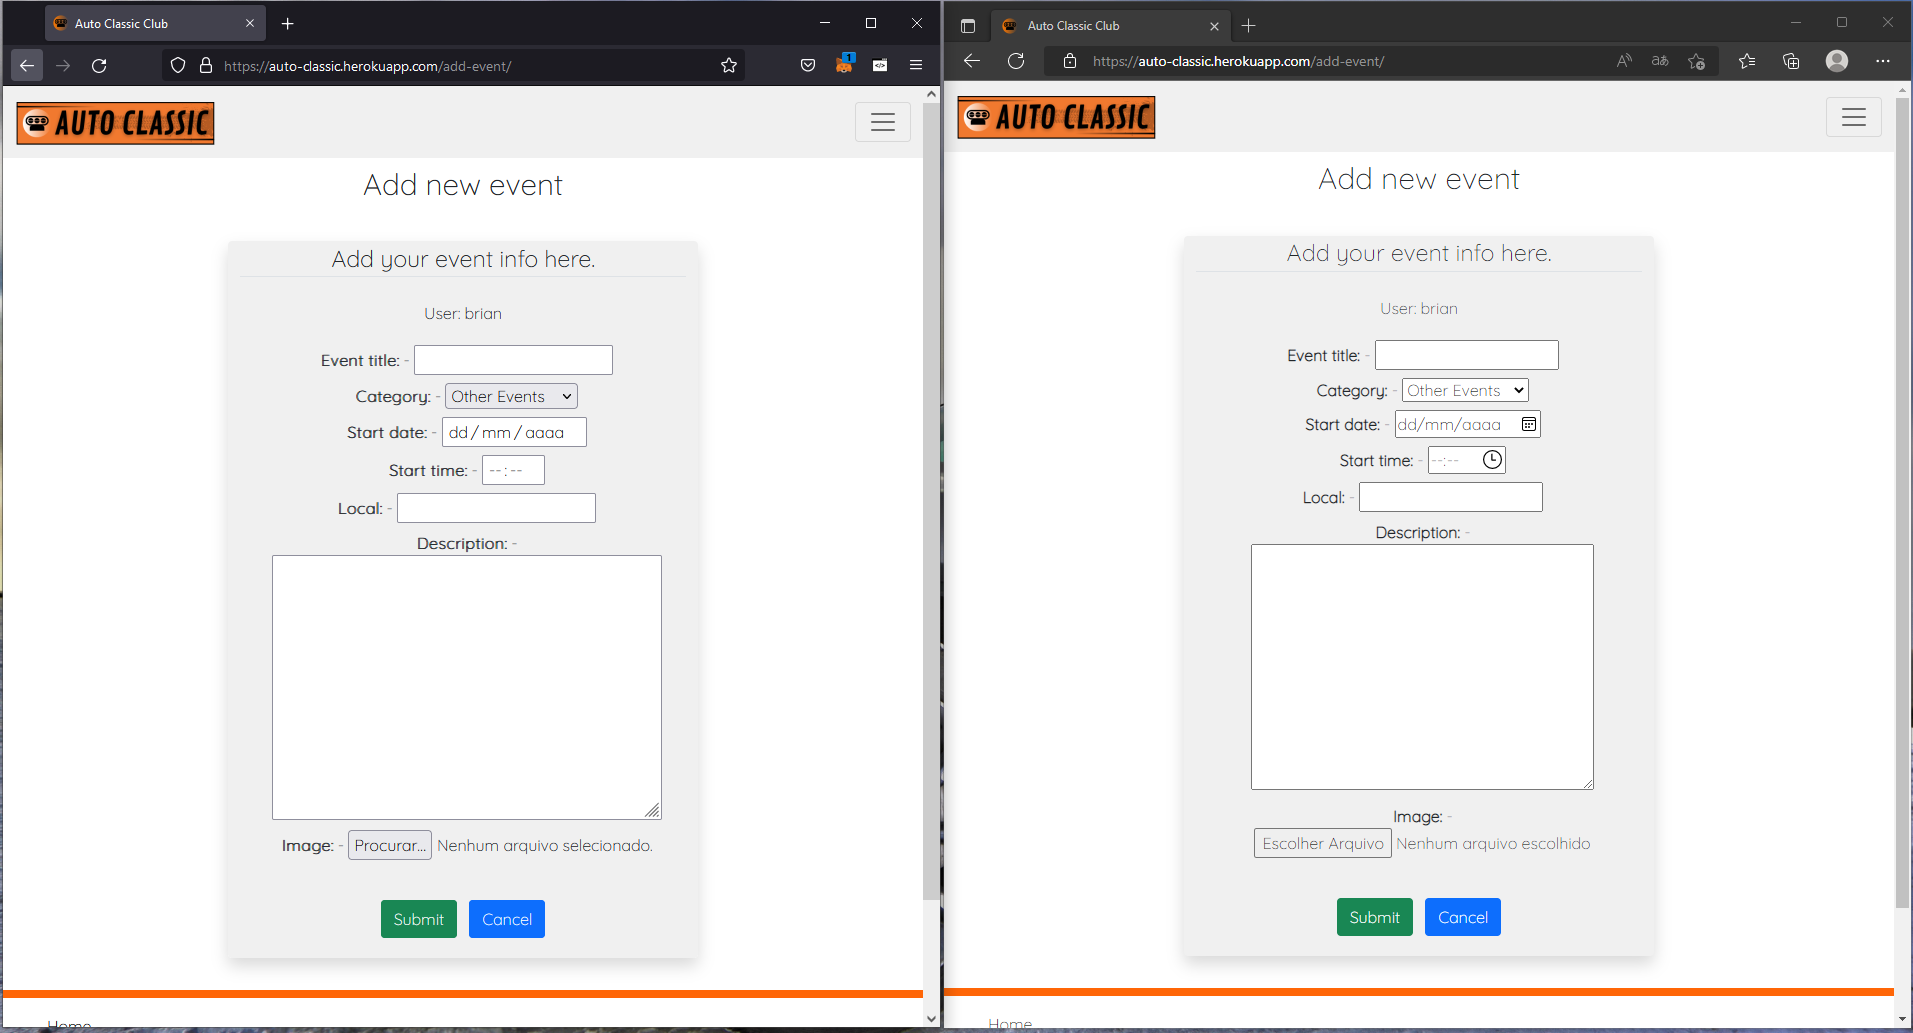 Auto Classic Club
https://auto-classic.herokuapp.com/add-event/
1
AUTO CLASSIC
Add new event
Add your event info here.
User: brian
Event title: -
Category: - Other Events
Start date: - dd/mm/aaaa
Start time: - --:--
Local: -
Description: -
Image: - Procurar... Nenhum arquivo selecionado.
Submit Cancel
Home
Auto Classic Club
https://auto-classic.herokuapp.com/add-event/
AUTO CLASSIC
Add new event
Add your event info here.
User: brian
Event title: -
Category: - Other Events
Start date: - dd/mm/aaaa
Start time: - --:--
Local: -
Description: -
Image: -
Escolher Arquivo Nenhum arquivo escolhido
Submit Cancel
Home